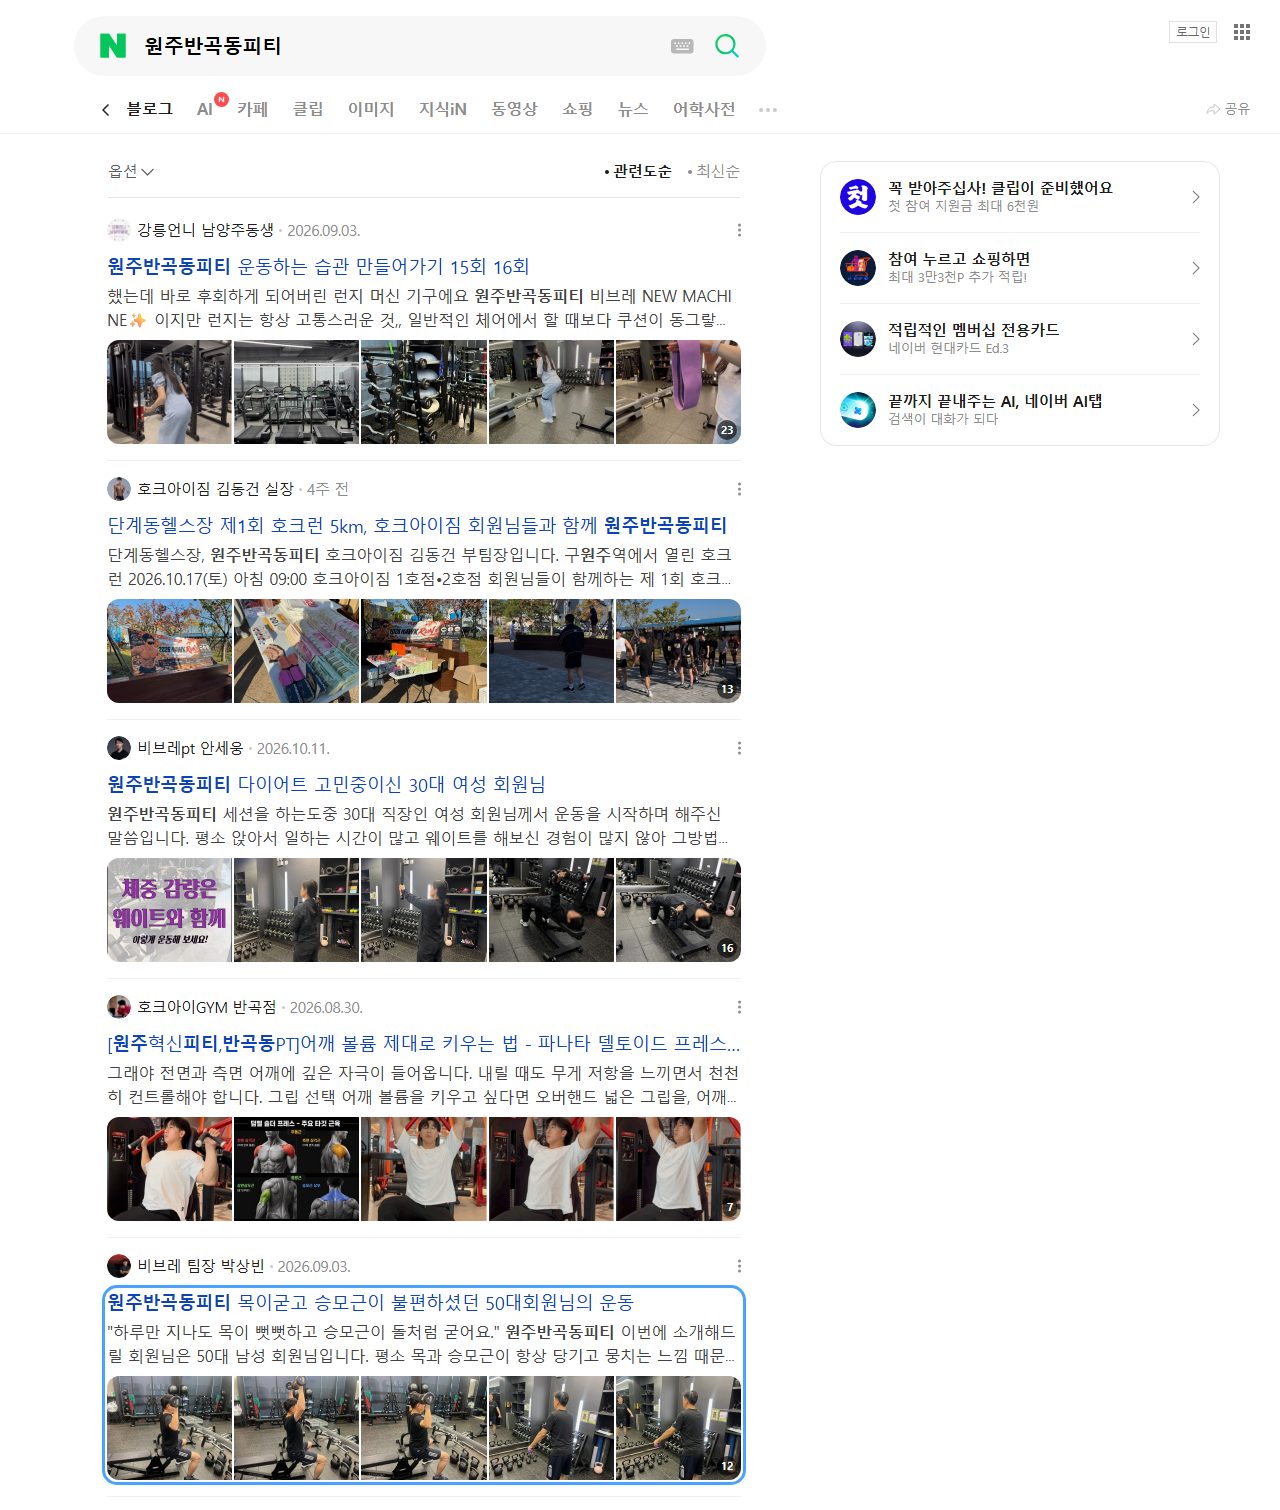 원주반곡동피티
로그인
블로그 AI N 카페 클립 이미지 지식iN 동영상 쇼핑 뉴스 어학사전
공유
옵션
• 관련도순 • 최신순
강릉언니 남양주동생 · 2026.09.03.
원주반곡동피티 운동하는 습관 만들어가기 15회 16회
했는데 바로 후회하게 되어버린 런지 머신 기구에요 원주반곡동피티 비브레 NEW MACHI
NE✨ 이지만 런지는 항상 고통스러운 것,, 일반적인 체어에서 할 때보다 쿠션이 동그랗...
23
호크아이짐 김동건 실장 · 4주 전
단계동헬스장 제1회 호크런 5km, 호크아이짐 회원님들과 함께 원주반곡동피티
단계동헬스장, 원주반곡동피티 호크아이짐 김동건 부팀장입니다. 구원주역에서 열린 호크
런 2026.10.17(토) 아침 09:00 호크아이짐 1호점•2호점 회원님들이 함께하는 제 1회 호크...
13
비브레pt 안세웅 · 2026.10.11.
원주반곡동피티 다이어트 고민중이신 30대 여성 회원님
원주반곡동피티 세션을 하는도중 30대 직장인 여성 회원님께서 운동을 시작하며 해주신
말씀입니다. 평소 앉아서 일하는 시간이 많고 웨이트를 해보신 경험이 많지 않아 그방법...
체중 감량은
웨이트와 함께
이렇게 운동해 보세요!
16
호크아이GYM 반곡점 · 2026.08.30.
[원주혁신피티,반곡동PT]어깨 볼륨 제대로 키우는 법 - 파나타 델토이드 프레스...
그래야 전면과 측면 어깨에 깊은 자극이 들어옵니다. 내릴 때도 무게 저항을 느끼면서 천천
히 컨트롤해야 합니다. 그립 선택 어깨 볼륨을 키우고 싶다면 오버핸드 넓은 그립을, 어깨...
덤벨 숄더 프레스 - 주요 타깃 근육
7
비브레 팀장 박상빈 · 2026.09.03.
원주반곡동피티 목이굳고 승모근이 불편하셨던 50대회원님의 운동
"하루만 지나도 목이 뻣뻣하고 승모근이 돌처럼 굳어요." 원주반곡동피티 이번에 소개해드
릴 회원님은 50대 남성 회원님입니다. 평소 목과 승모근이 항상 당기고 뭉치는 느낌 때문...
12
첫
꼭 받아주십사! 클립이 준비했어요
첫 참여 지원금 최대 6천원
참여 누르고 쇼핑하면
최대 3만3천P 추가 적립!
적립적인 멤버십 전용카드
네이버 현대카드 Ed.3
끝까지 끝내주는 AI, 네이버 AI탭
검색이 대화가 되다